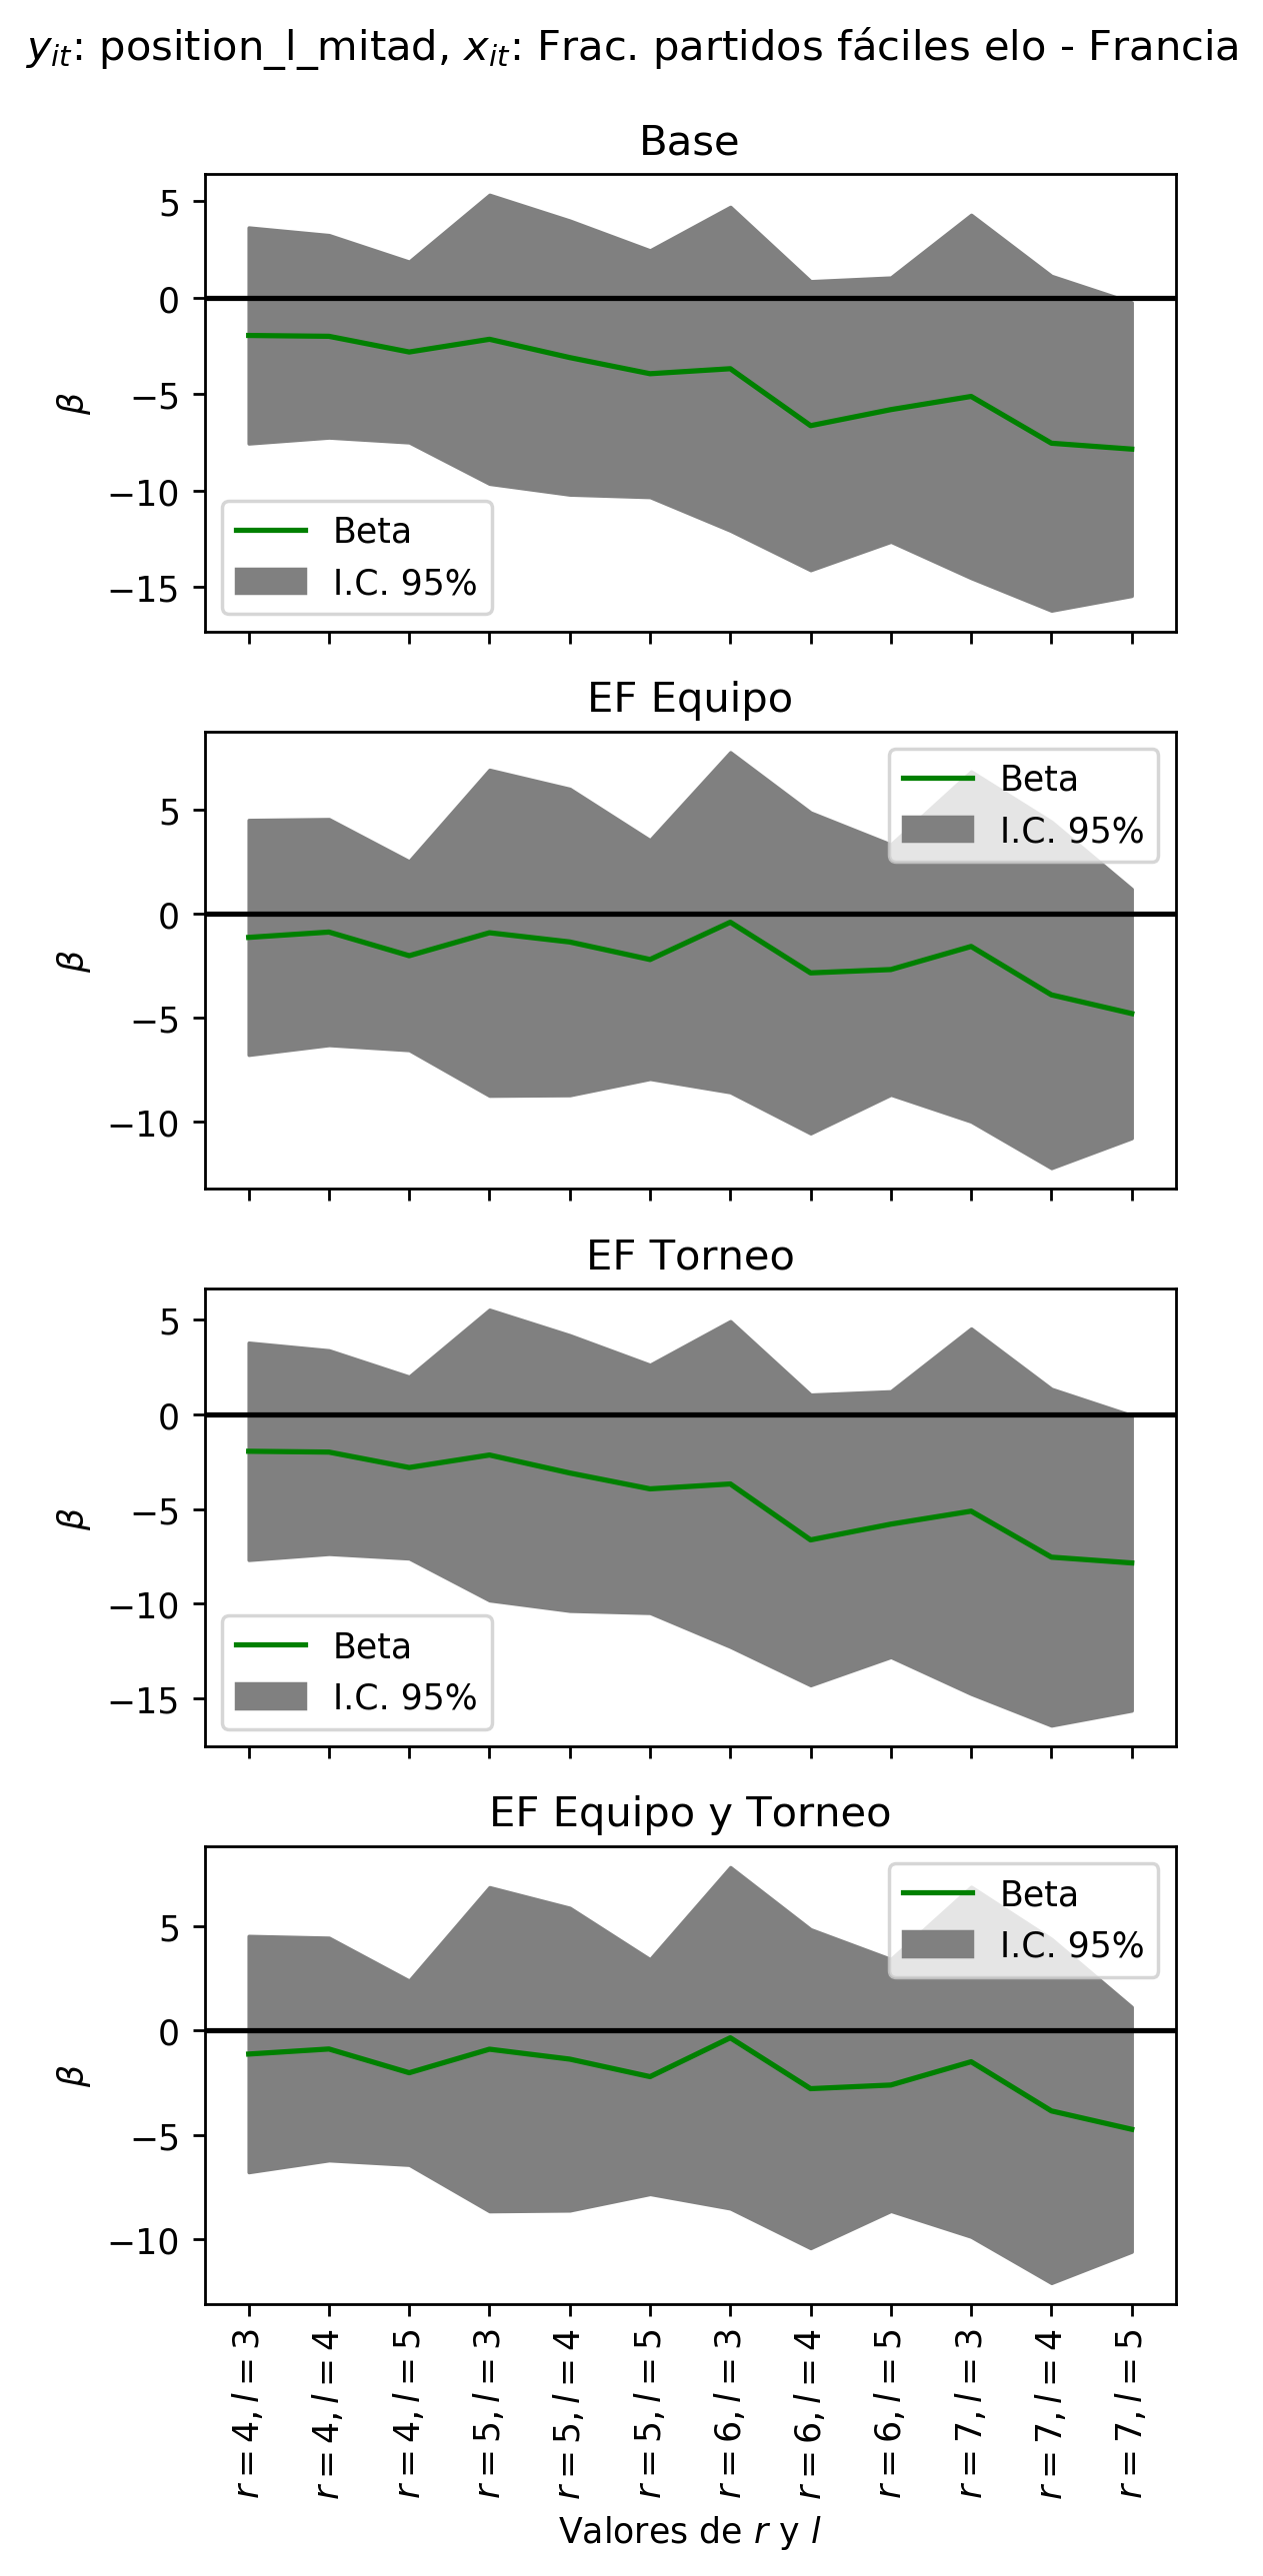 y_it: position_l_mitad, x_it: Frac. partidos fáciles elo - Francia
Base
5
0
−5
−10
−15
β
Beta
I.C. 95%
EF Equipo
5
0
−5
−10
β
Beta
I.C. 95%
EF Torneo
5
0
−5
−10
−15
β
Beta
I.C. 95%
EF Equipo y Torneo
5
0
−5
−10
β
Beta
I.C. 95%
r = 4, l = 3
r = 4, l = 4
r = 4, l = 5
r = 5, l = 3
r = 5, l = 4
r = 5, l = 5
r = 6, l = 3
r = 6, l = 4
r = 6, l = 5
r = 7, l = 3
r = 7, l = 4
r = 7, l = 5
Valores de r y l